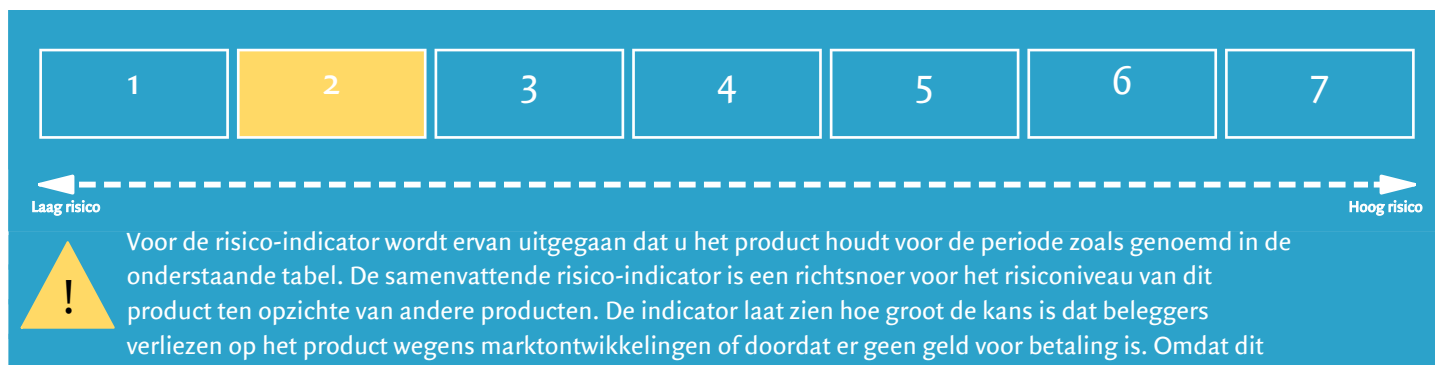 1 2 3 4 5 6 7
Laag risico Hoog risico
Voor de risico-indicator wordt ervan uitgegaan dat u het product houdt voor de periode zoals genoemd in de
onderstaande tabel. De samenvattende risico-indicator is een richtsnoer voor het risiconiveau van dit
! product ten opzichte van andere producten. De indicator laat zien hoe groot de kans is dat beleggers
verliezen op het product wegens marktontwikkelingen of doordat er geen geld voor betaling is. Omdat dit